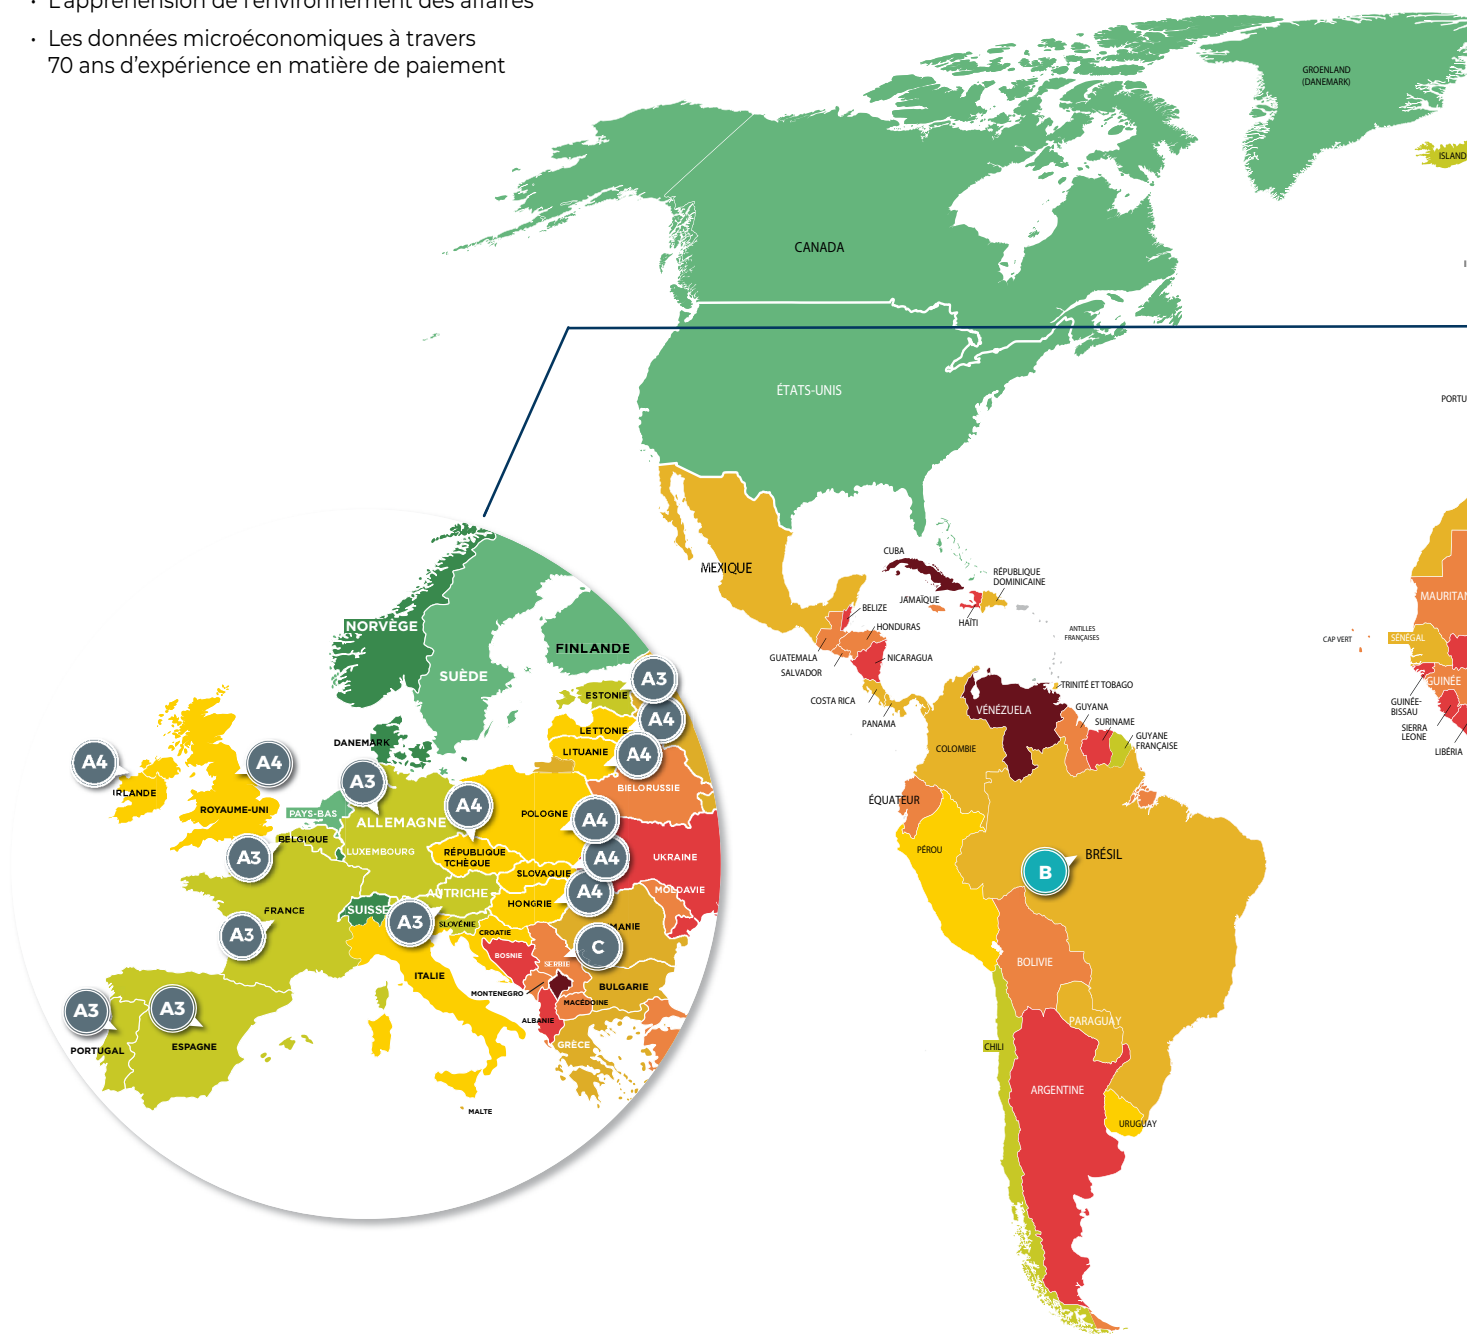 · L'appréhension de l'environnement des affaires
· Les données microéconomiques à travers
70 ans d'expérience en matière de paiement
GROENLAND
(DANEMARK)
ISLAND
CANADA
ÉTATS-UNIS
PORTU
MEXIQUE
CUBA
RÉPUBLIQUE
DOMINICAINE
JAMAÏQUE
BELIZE
HAÏTI
HONDURAS
ANTILLES
FRANÇAISES
GUATEMALA
SALVADOR
NICARAGUA
COSTA RICA
PANAMA
TRINITÉ ET TOBAGO
VÉNÉZUELA
GUYANA
SURINAME
GUYANE
FRANÇAISE
COLOMBIE
ÉQUATEUR
PÉROU
BRÉSIL
B
BOLIVIE
PARAGUAY
CHILI
ARGENTINE
URUGUAY
MAURITAN
CAP VERT
SÉNÉGAL
GUINÉE
GUINÉE-
BISSAU
SIERRA
LEONE
LIBÉRIA
NORVÈGE
SUÈDE
FINLANDE
A3
ESTONIE
A4
LETTONIE
LITUANIE
A4
DANEMARK
A4
IRLANDE
A4
ROYAUME-UNI
A3
PAYS-BAS
ALLEMAGNE
A4
POLOGNE
A4
BIÉLORUSSIE
BELGIQUE
A3
LUXEMBOURG
RÉPUBLIQUE
TCHÈQUE
SLOVAQUIE
A4
UKRAINE
AUTRICHE
HONGRIE
A4
MOLDAVIE
FRANCE
A3
SUISSE
A3
SLOVÉNIE
CROATIE
MANIE
C
BOSNIE
SERBIE
ITALIE
MONTENEGRO
BULGARIE
MACÉDOINE
ALBANIE
GRÈCE
A3
PORTUGAL
A3
ESPAGNE
MALTE